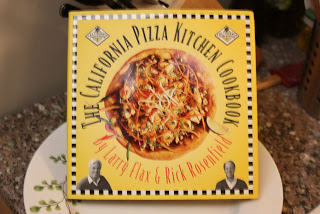 THE CALIFORNIA PIZZA KITCHEN COOKBOOK
By Larry Flax & Rick Rosenfield